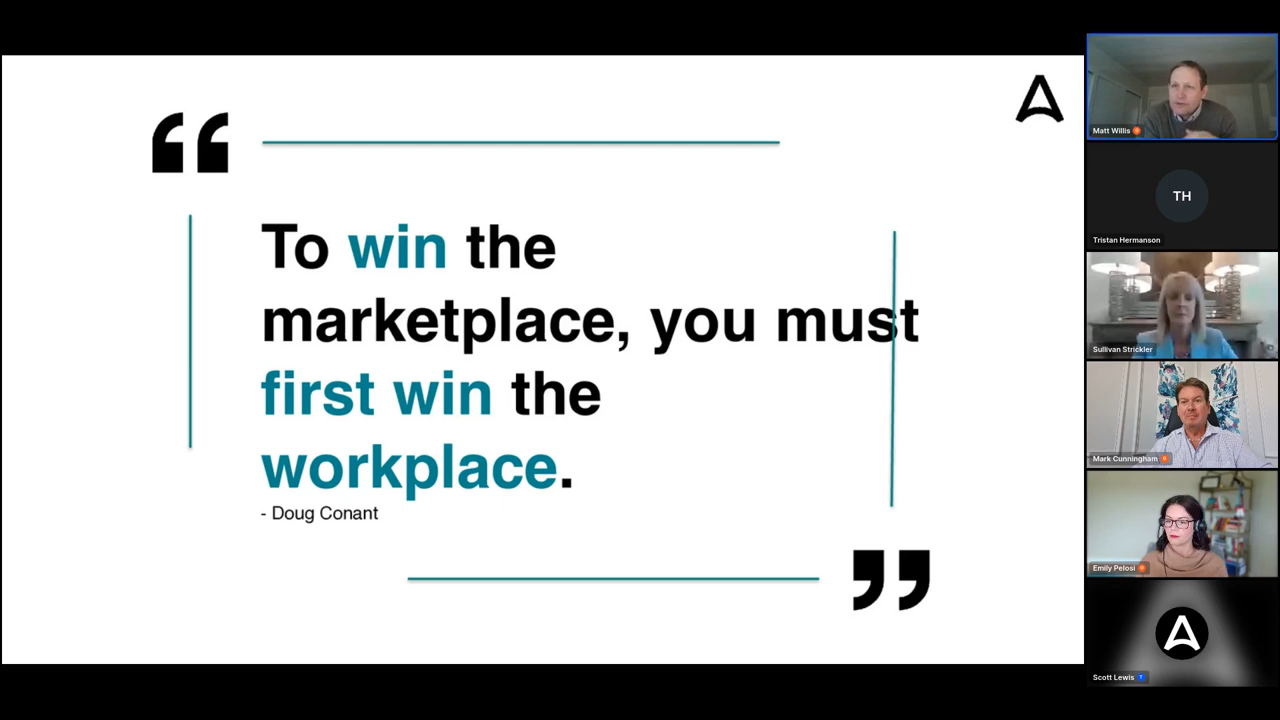 “
To win the
marketplace, you must
first win the
workplace.
- Doug Conant
”
Matt Willis
TH
Tristan Hermanson
Sullivan Strickler
Mark Cunningham
Emily Pelosi
Scott Lewis